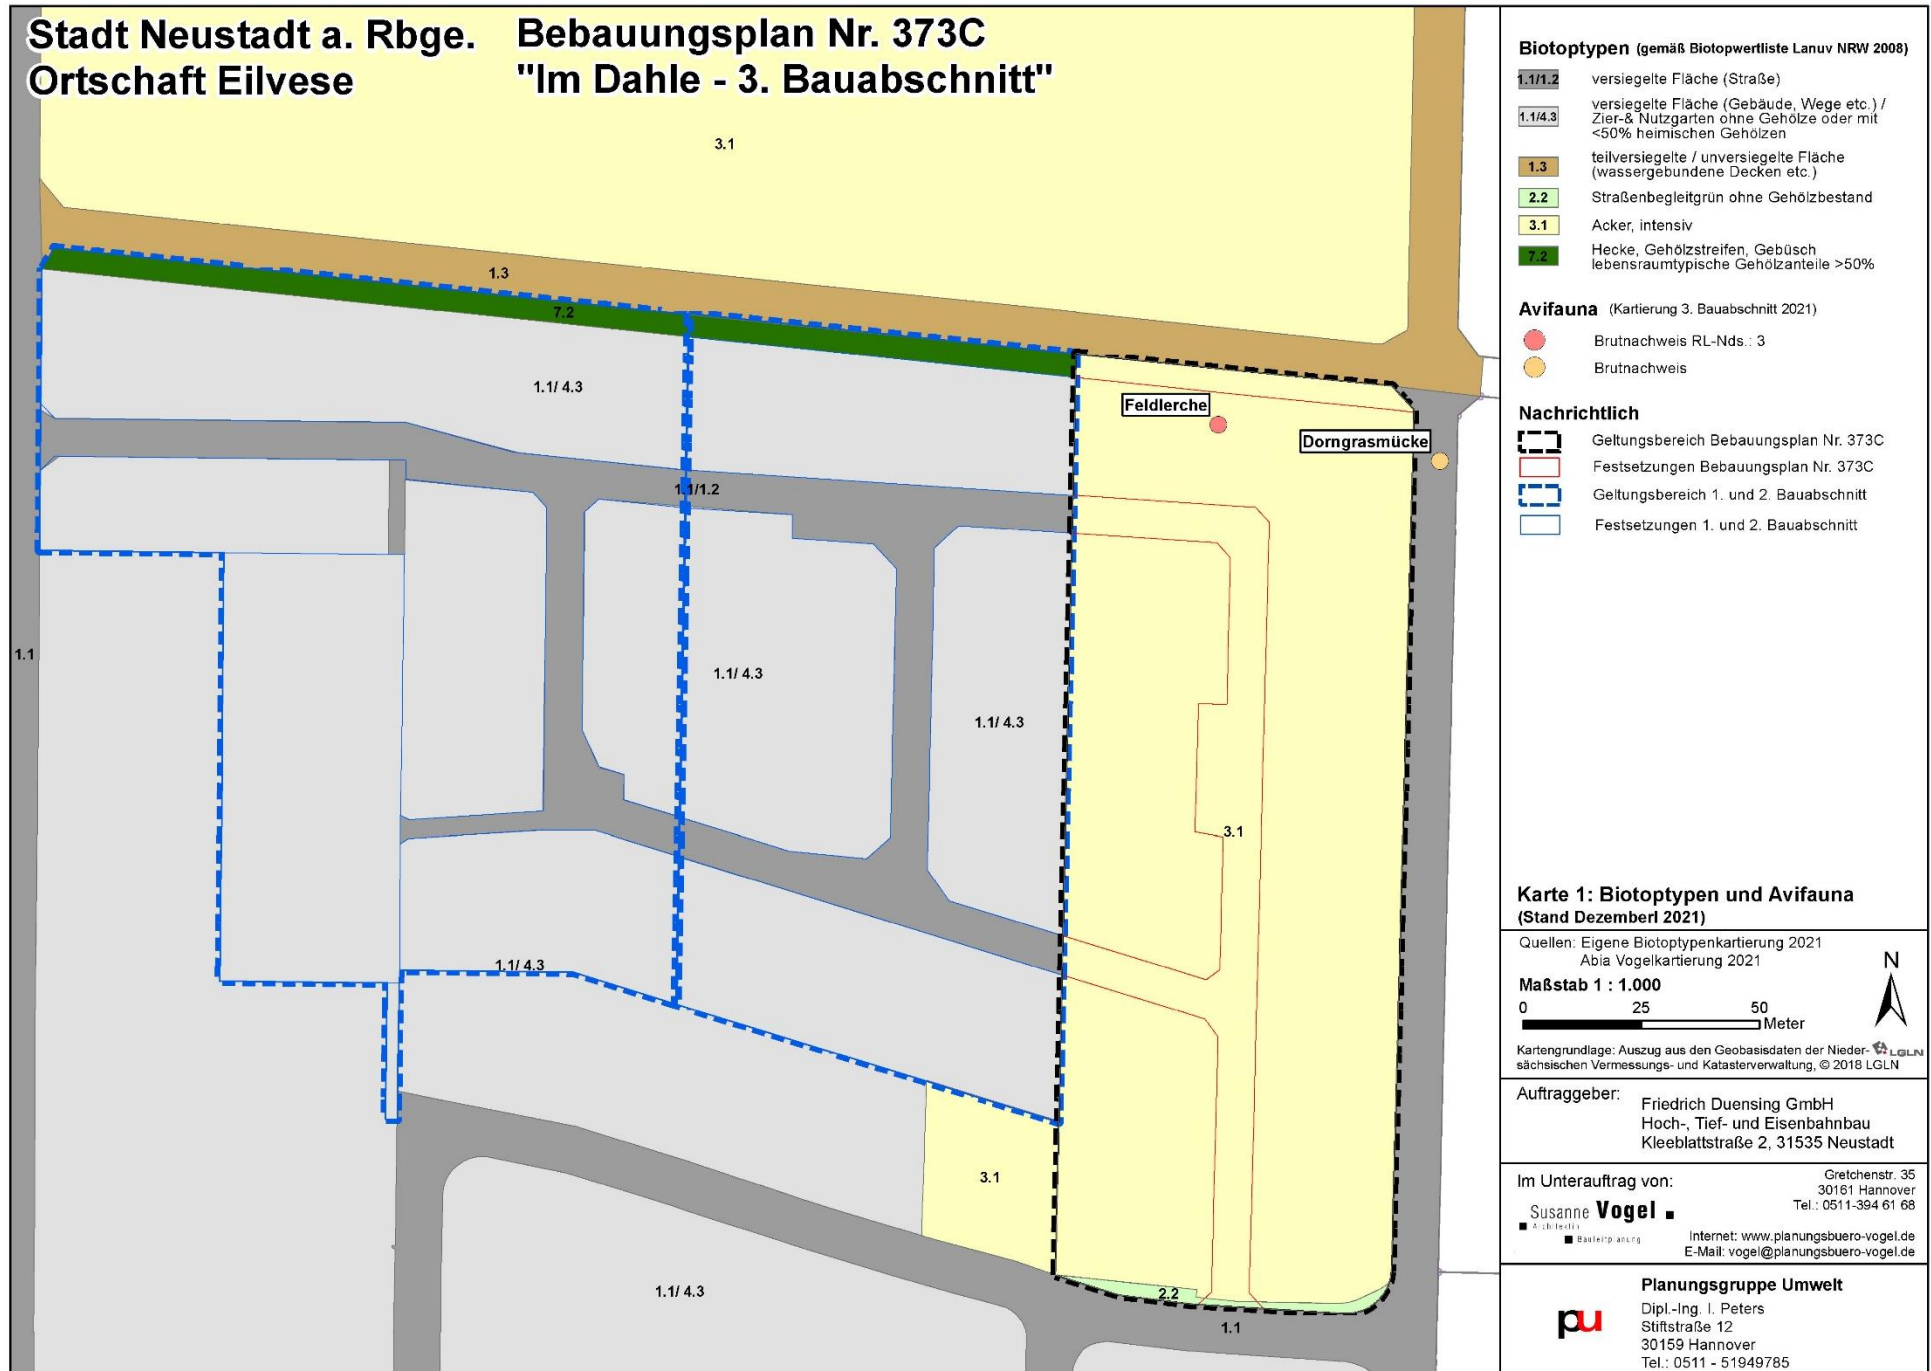 Stadt Neustadt a. Rbge.
Ortschaft Eilvese
Bebauungsplan Nr. 373C
"Im Dahle - 3. Bauabschnitt"
3.1
1.3
7.2
1.1/ 4.3
Feldlerche
Dorngrasmücke
1.1/1.2
1.1
1.1/ 4.3
1.1/ 4.3
3.1
1.1/ 4.3
3.1
1.1/ 4.3
2.2
1.1
Biotoptypen (gemäß Biotopwertliste Lanuv NRW 2008)
1.1/1.2 versiegelte Fläche (Straße)
versiegelte Fläche (Gebäude, Wege etc.) /
1.1/4.3 Zier-& Nutzgarten ohne Gehölze oder mit
<50% heimischen Gehölzen
teilversiegelte / unversiegelte Fläche
1.3 (wassergebundene Decken etc.)
2.2 Straßenbegleitgrün ohne Gehölzbestand
3.1 Acker, intensiv
7.2 Hecke, Gehölzstreifen, Gebüsch
lebensraumtypische Gehölzanteile >50%
Avifauna (Kartierung 3. Bauabschnitt 2021)
Brutnachweis RL-Nds.: 3
Brutnachweis
Nachrichtlich
Geltungsbereich Bebauungsplan Nr. 373C
Festsetzungen Bebauungsplan Nr. 373C
Geltungsbereich 1. und 2. Bauabschnitt
Festsetzungen 1. und 2. Bauabschnitt
Karte 1: Biotoptypen und Avifauna
(Stand Dezemberl 2021)
Quellen: Eigene Biotoptypenkartierung 2021
Abia Vogelkartierung 2021
N
Maßstab 1 : 1.000
0 25 50
Meter
Kartengrundlage: Auszug aus den Geobasisdaten der Nieder- LGLN
sächsischen Vermessungs- und Katasterverwaltung, © 2018 LGLN
Auftraggeber:
Friedrich Duensing GmbH
Hoch-, Tief- und Eisenbahnbau
Kleeblattstraße 2, 31535 Neustadt
Im Unterauftrag von:
Gretchenstr. 35
30161 Hannover
Tel.: 0511-394 61 68
Susanne Vogel
Architektin
Bauleitplanung
Internet: www.planungsbuero-vogel.de
E-Mail: vogel@planungsbuero-vogel.de
pu
Planungsgruppe Umwelt
Dipl.-Ing. I. Peters
Stiftstraße 12
30159 Hannover
Tel.: 0511 - 51949785